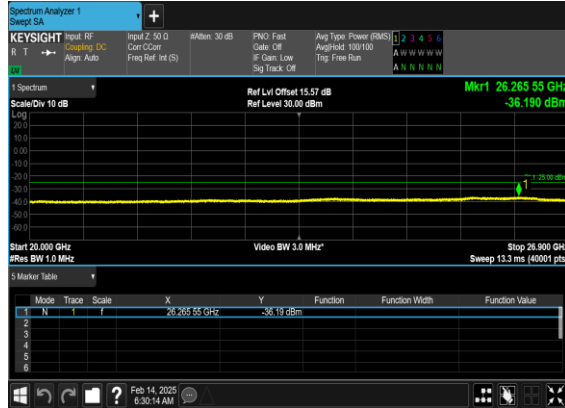 Spectrum Analyzer 1
Swept SA
+
KEYSIGHT Input: RF Input Z: 50 Ω #Atten: 30 dB PNO: Fast Avg Type: Power (RMS) 1 2 3 4 5 6
R T Coupling: DC Corr CCorr Gate: Off Avg|Hold: 100/100 A W W W W W
Align: Auto Freq Ref: Int (S) IF Gain: Low Trig: Free Run
Sig Track: Off A N N N N N
1 Spectrum Ref Lvl Offset 15.57 dB Mkr1 26.265 55 GHz
Scale/Div 10 dB Ref Level 30.00 dBm -36.190 dBm
Log
20.0
10.0
0.00
-10.0
-20.0
-30.0 1
-40.0
-50.0
-60.0
Start 20.000 GHz Video BW 3.0 MHz* Stop 26.900 GHz
#Res BW 1.0 MHz Sweep 13.3 ms (40001 pts)
5 Marker Table
Mode Trace Scale X Y Function Function Width Function Value
1 N 1 f 26.265 55 GHz -36.19 dBm
2
3
4
5
6
? Feb 14, 2025
6:30:14 AM